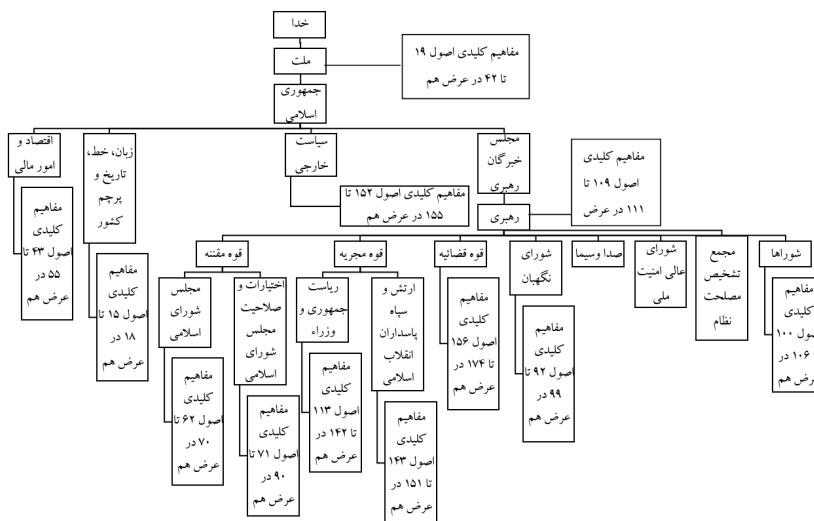 خدا
ملت
مفاهیم کلیدی اصول ۱۹
تا ۴۲ در عرض هم
جمهوری
اسلامی
مجلس
خبرگان
رهبری
سیاست
خارجی
زبان، خط،
تاریخ و
پرچم
کشور
اقتصاد و
امور مالی
مفاهیم کلیدی
اصول ۱۰۹ تا
۱۱۱ در عرض
مفاهیم کلیدی اصول ۱۵۲ تا
۱۵۵ در عرض هم
مفاهیم
کلیدی
اصول ۱۵ تا
۱۸ در
عرض هم
مفاهیم
کلیدی
اصول ۴۳ تا
۵۵ در
عرض هم
رهبری
شوراها
مجمع
تشخیص
مصلحت
نظام
شورای
عالی امنیت
ملی
صدا وسیما
شورای
نگهبان
قوه قضائیه
قوه مجریه
قوه مقننه
مفاهیم
کلیدی
صول ۱۰۰
تا ۱۰۶ در
عرض هم
مفاهیم
کلیدی
اصول ۹۲ تا
۹۹ در
عرض هم
مفاهیم
کلیدی
اصول ۱۵۶
تا ۱۷۴ در
عرض هم
ارتش و
سپاه
پاسداران
انقلاب
اسلامی
ریاست
جمهوری و
وزراء
اختیارات و
صلاحیت
مجلس
شورای
اسلامی
مجلس
شورای
اسلامی
مفاهیم
کلیدی
اصول ۱۴۳
تا ۱۵۱ در
عرض هم
مفاهیم
کلیدی
اصول ۱۱۳
تا ۱۴۲ در
عرض هم
مفاهیم
کلیدی
اصول ۷۱ تا
۹۰ در
عرض هم
مفاهیم
کلیدی
اصول ۶۲ تا
۷۰ در
عرض هم